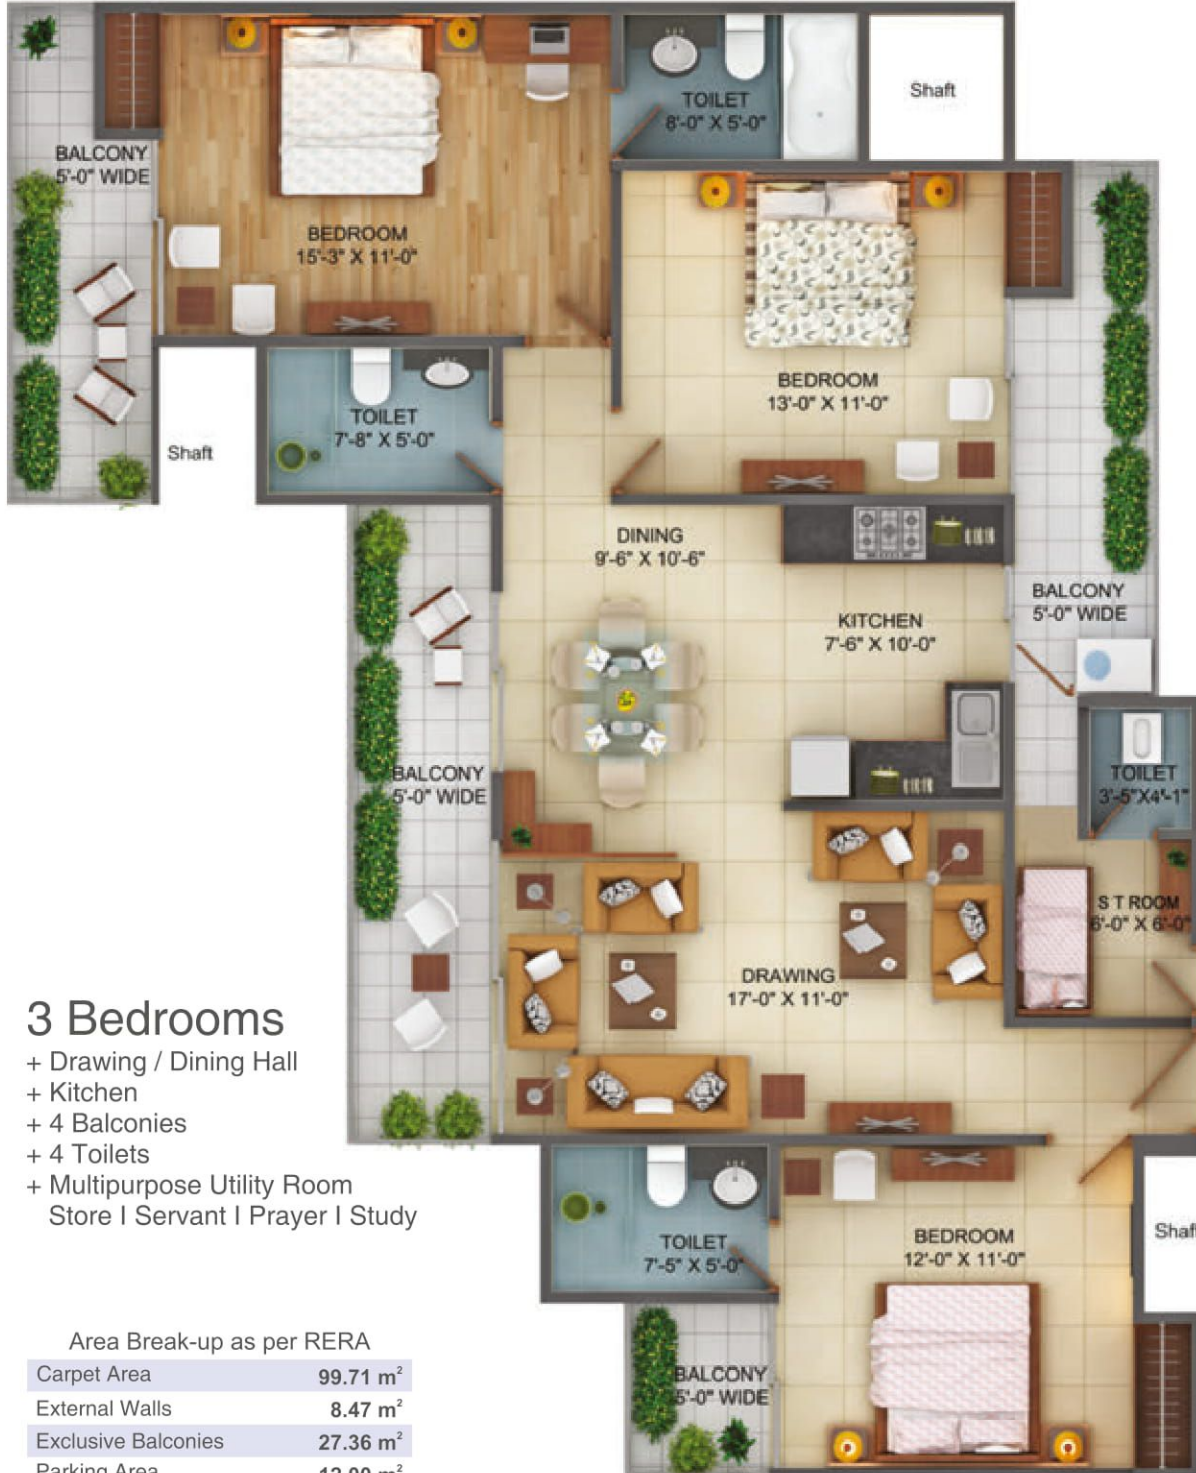 TOILET
8'-0" X 5'-0"
Shaft
BALCONY
5'-0" WIDE
BEDROOM
15'-3" X 11'-0"
BEDROOM
13'-0" X 11'-0"
TOILET
7'-8" X 5'-0"
Shaft
DINING
9'-6" X 10'-6"
KITCHEN
7'-6" X 10'-0"
BALCONY
5'-0" WIDE
BALCONY
5'-0" WIDE
TOILET
3'-5"X4'-1"
S T ROOM
6'-0" X 6'-0"
DRAWING
17'-0" X 11'-0"
3 Bedrooms
+ Drawing / Dining Hall
+ Kitchen
+ 4 Balconies
+ 4 Toilets
+ Multipurpose Utility Room
Store I Servant I Prayer I Study
TOILET
7'-5" X 5'-0"
BEDROOM
12'-0" X 11'-0"
Shaft
BALCONY
5'-0" WIDE
Area Break-up as per RERA
Carpet Area 99.71 m²
External Walls 8.47 m²
Exclusive Balconies 27.36 m²
Parking Area